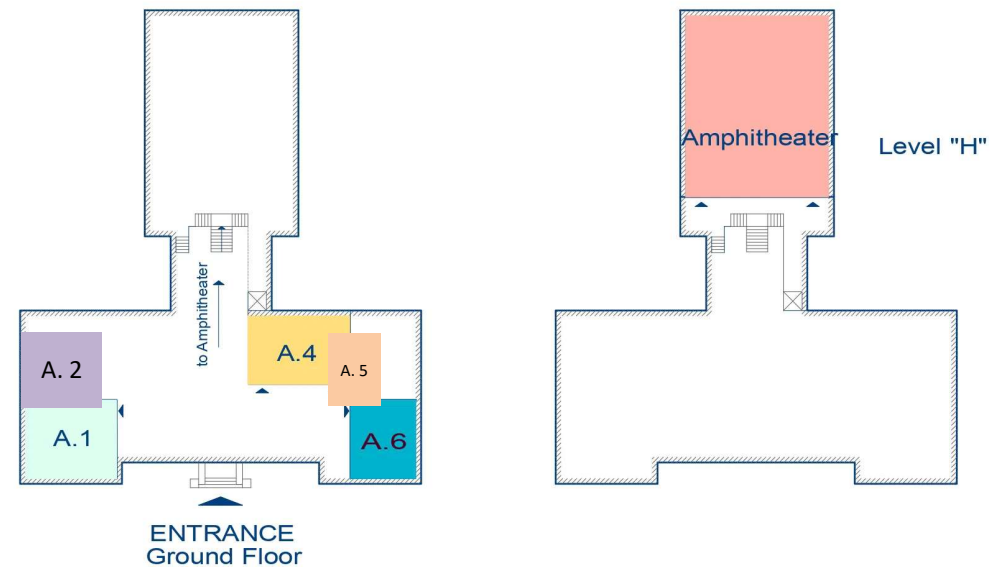 Amphitheater
Level "H"
to Amphitheater
A. 2
A.4
A. 5
A.1
A.6
ENTRANCE
Ground Floor